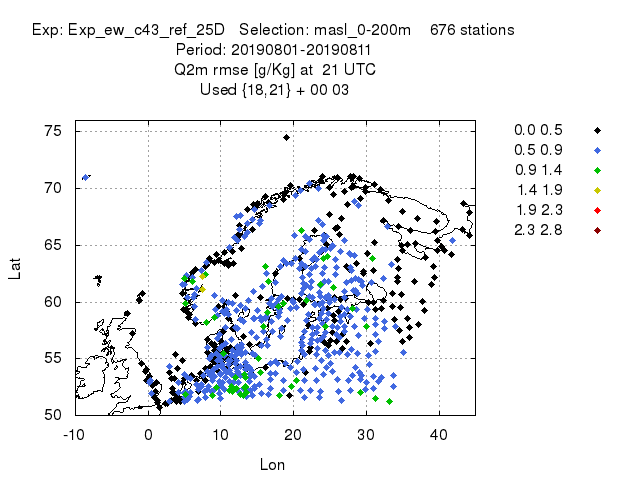 Exp: Exp_ew_c43_ref_25D   Selection: masl_0-200m    676 stations
Period: 20190801-20190811
Q2m rmse [g/Kg] at  21 UTC
Used {18,21} + 00 03
0.0 0.5
0.5 0.9
0.9 1.4
1.4 1.9
1.9 2.3
2.3 2.8
75
70
65
60
55
50
Lat
-10 0 10 20 30 40
Lon